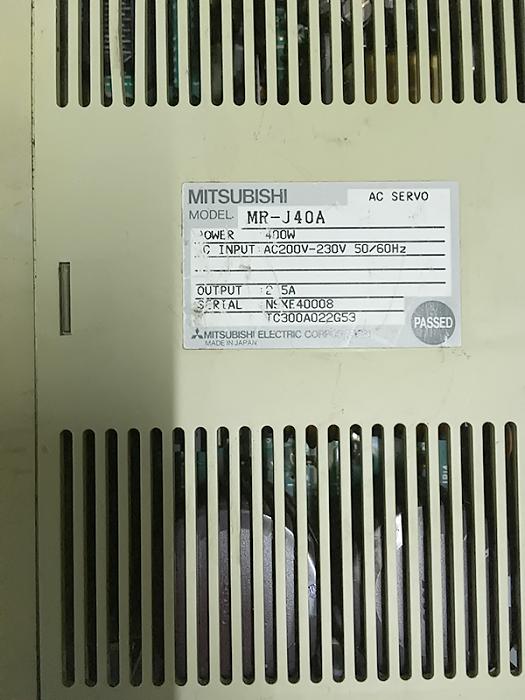 MITSUBISHI
AC SERVO
MODEL MR-J40A
POWER 400W
AC INPUT AC200V-230V 50/60Hz
OUTPUT 2.5A
SERIAL
TC300A022G53
PASSED
MITSUBISHI ELECTRIC CORPORATION
MADE IN JAPAN